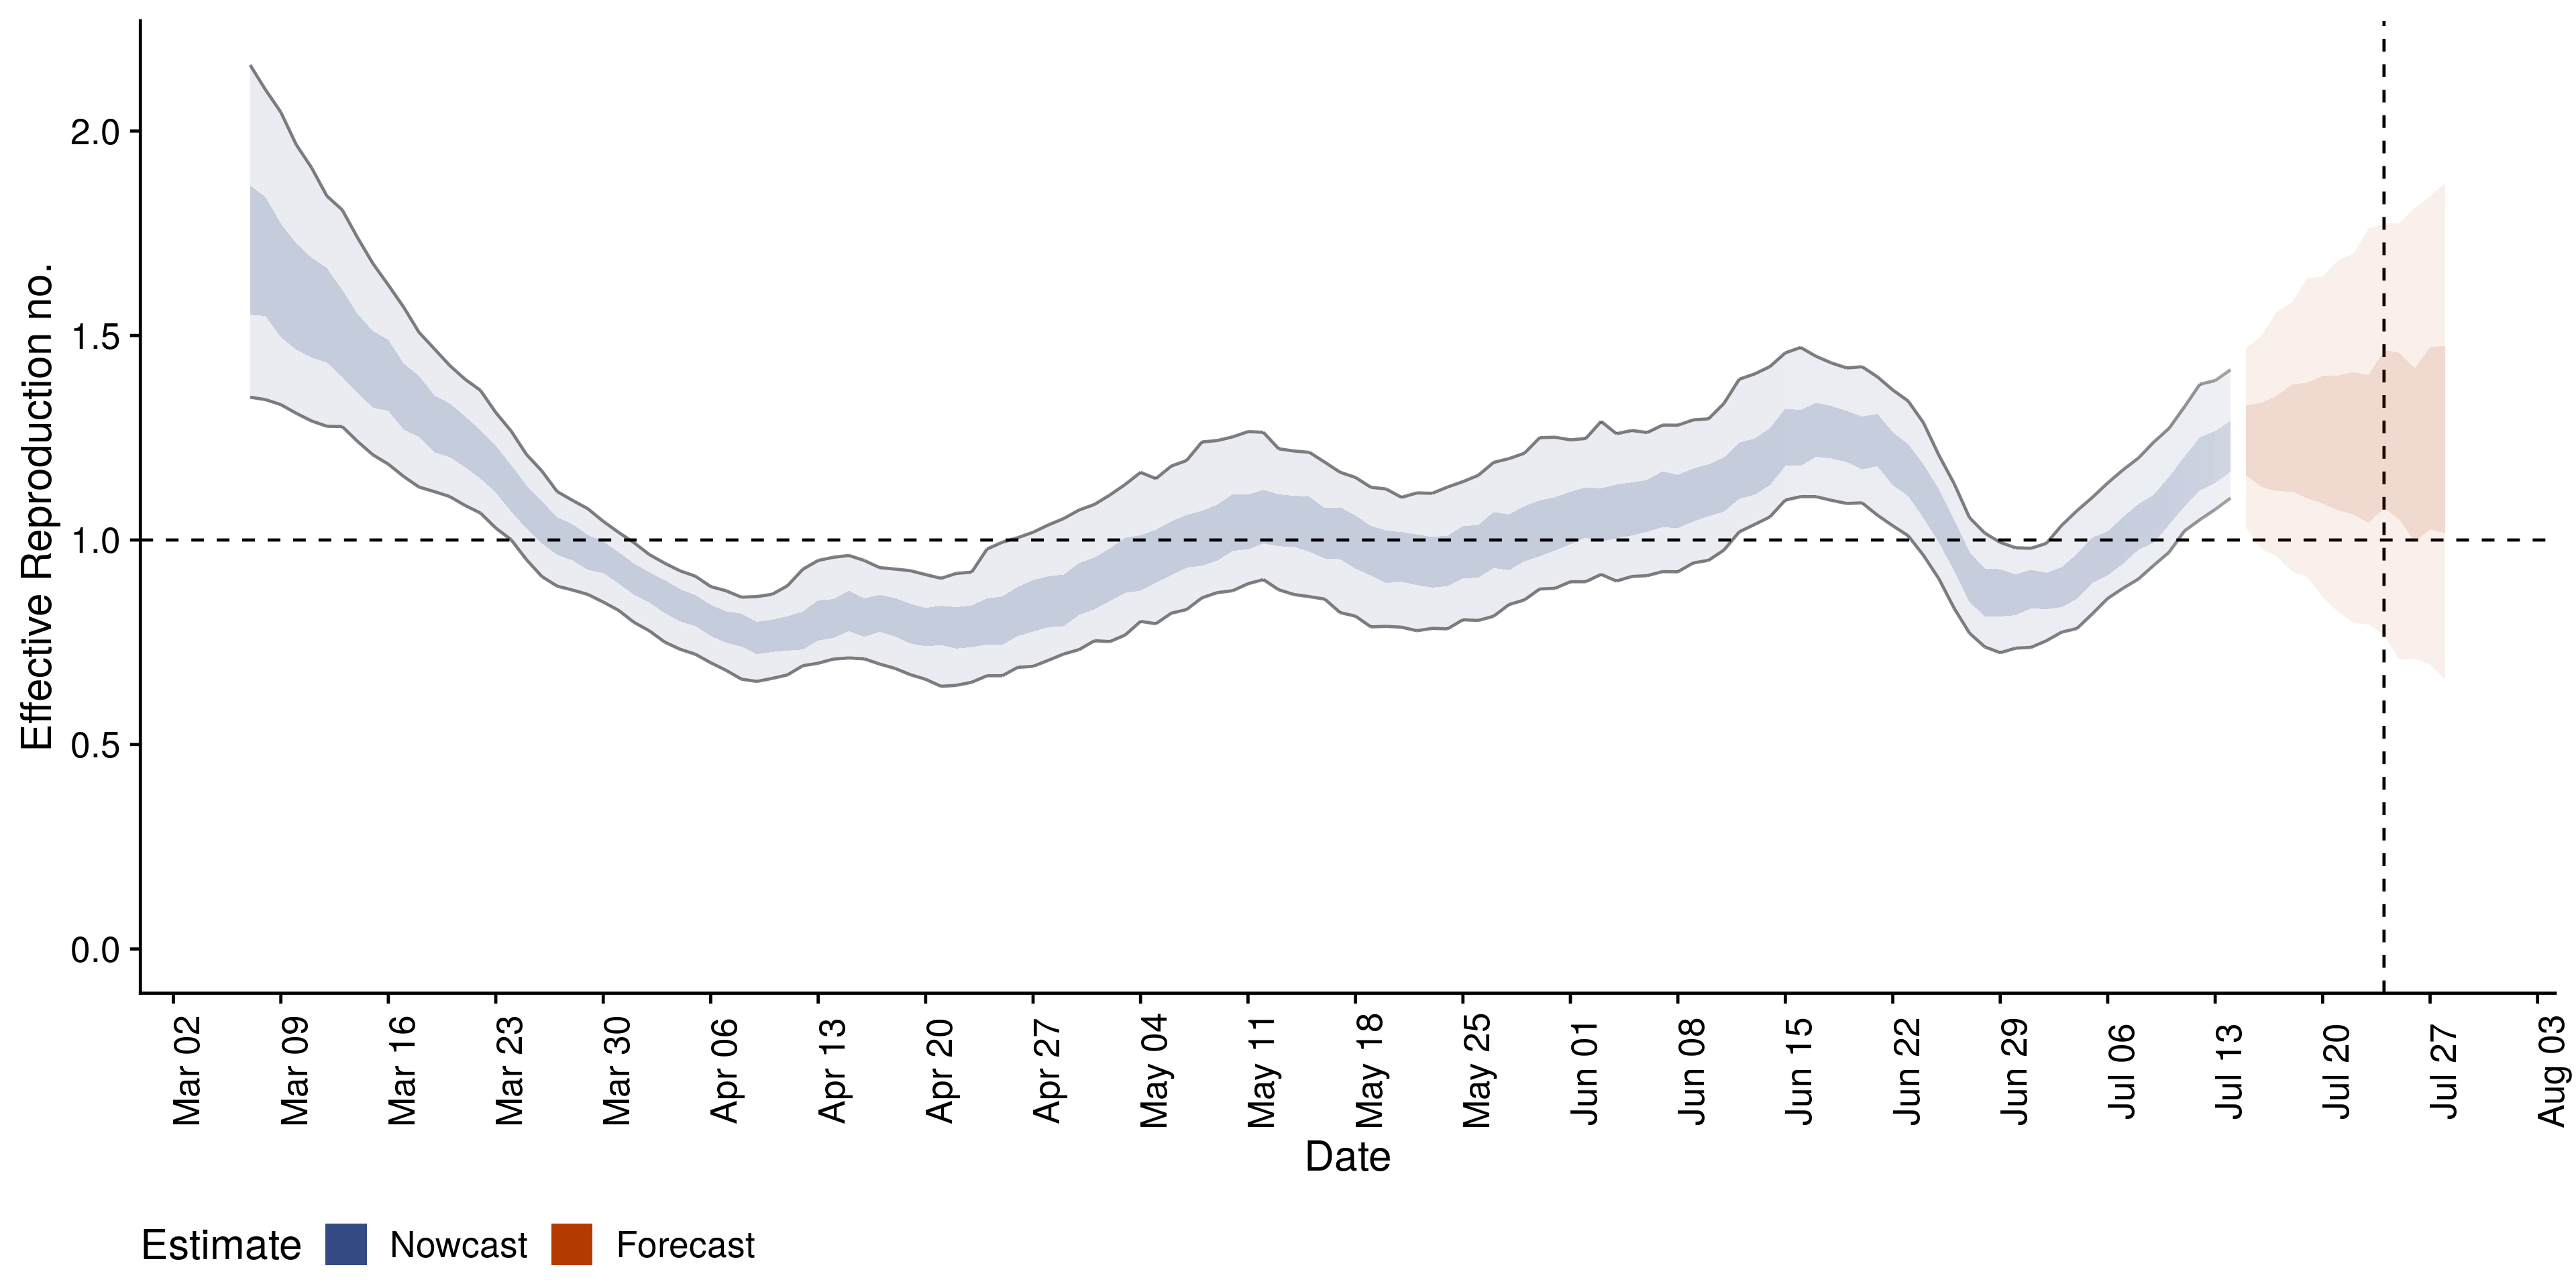 Effective Reproduction no.
2.0
1.5
1.0
0.5
0.0
Mar 02
Mar 09
Mar 16
Mar 23
Mar 30
Apr 06
Apr 13
Apr 20
Apr 27
May 04
May 11
May 18
May 25
Jun 01
Jun 08
Jun 15
Jun 22
Jun 29
Jul 06
Jul 13
Jul 20
Jul 27
Aug 03
Date
Estimate Nowcast Forecast